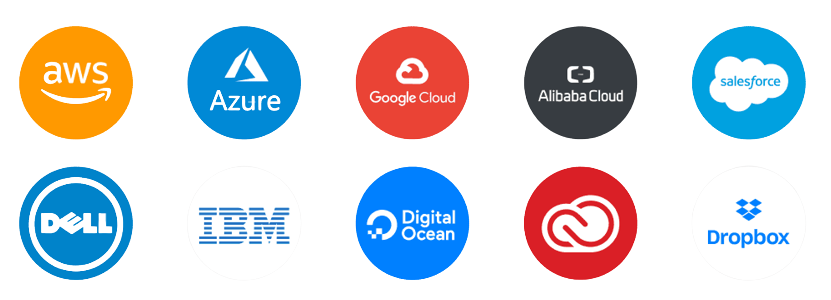 aws
Azure
Google Cloud
Alibaba Cloud
salesforce
DELL
IBM
Digital
Ocean
Dropbox